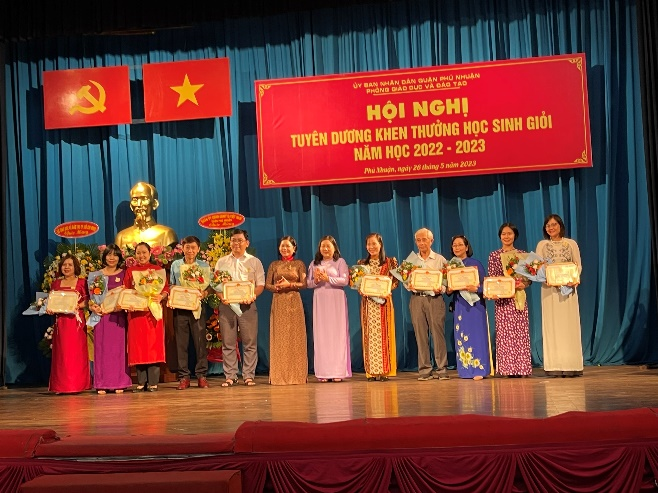 ỦY BAN NHÂN DÂN QUẬN PHÚ NHUẬN
PHÒNG GIÁO DỤC VÀ ĐÀO TẠO
HỘI NGHỊ
TUYÊN DƯƠNG KHEN THƯỞNG HỌC SINH GIỎI
NĂM HỌC 2022 - 2023
Phú Nhuận, ngày 26 tháng 5 năm 2023